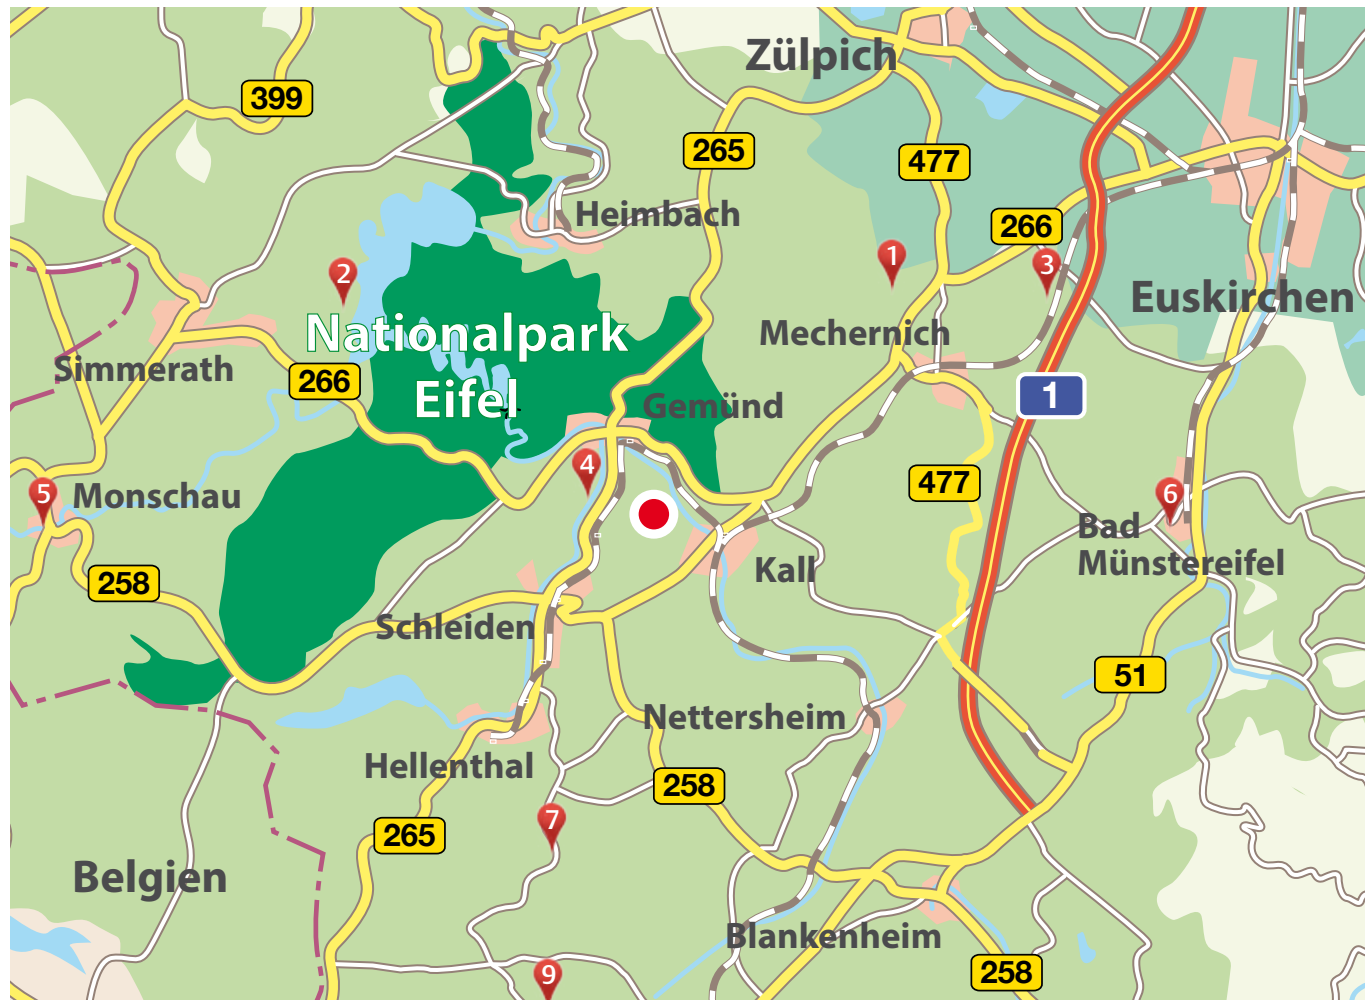 Zülpich
399
265
477
Heimbach
266
1
3
2
Euskirchen
Nationalpark
Eifel
Mechernich
Simmerath
266
1
Gemünd
4
477
5
Monschau
6
Bad
Münstereifel
Kall
258
Schleiden
51
Nettersheim
Hellenthal
258
7
265
Belgien
Blankenheim
9
258